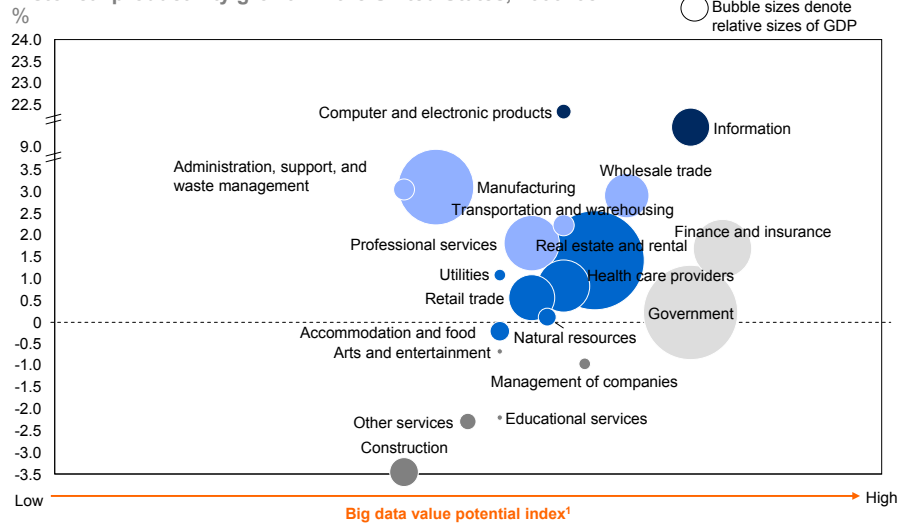 %
Bubble sizes denote
relative sizes of GDP
24.0
23.5
23.0
22.5
9.0
3.5
3.0
2.5
2.0
1.5
1.0
0.5
0
-0.5
-1.0
-1.5
-2.0
-2.5
-3.0
-3.5
Computer and electronic products
Information
Administration, support, and
waste management
Wholesale trade
Manufacturing
Transportation and warehousing
Finance and insurance
Professional services
Real estate and rental
Utilities
Health care providers
Retail trade
Government
Accommodation and food
Natural resources
Arts and entertainment
Management of companies
Other services
Educational services
Construction
Low
High
Big data value potential index¹